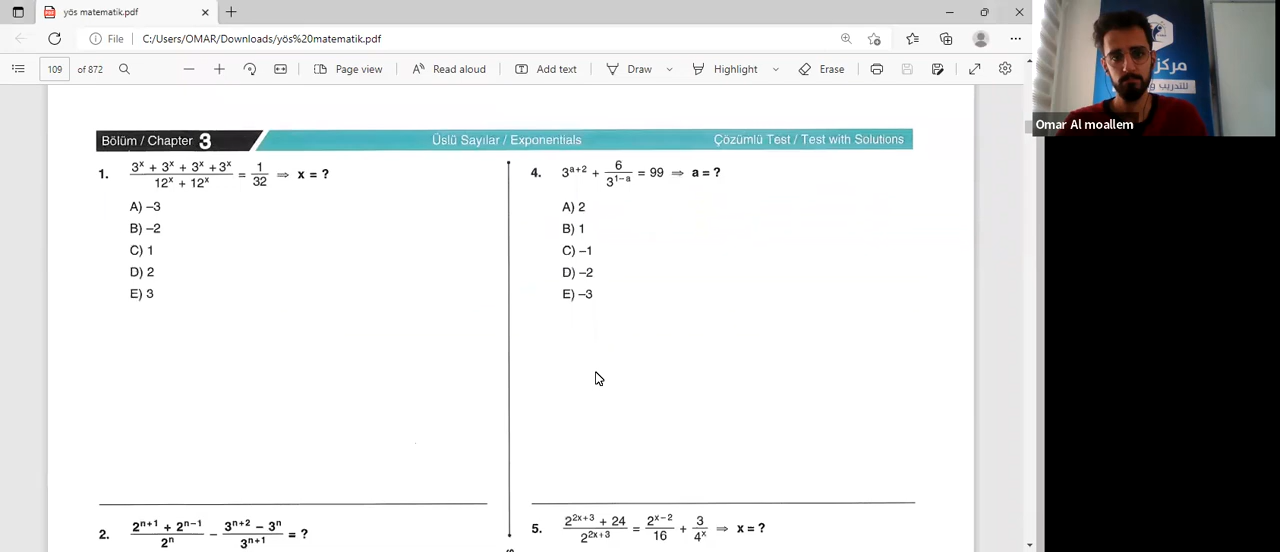 yös matematik.pdf
File C:/Users/OMAR/Downloads/yös%20matematik.pdf
109 of 872 Page view Read aloud Add text Draw Highlight Erase
مركز
للتدريب و
Omar Al moallem
Bölüm / Chapter 3 Üslü Sayılar / Exponentials Çözümlü Test / Test with Solutions
1. (3^x + 3^x + 3^x + 3^x) / (12^x + 12^x) = 1/32 ⇒ x = ?
A) –3
B) –2
C) 1
D) 2
E) 3
2. (2^(n+1) + 2^(n–1)) / 2^n – (3^(n+2) – 3^n) / 3^(n+1) = ?
4. 3^(a+2) + 6 / 3^(1–a) = 99 ⇒ a = ?
A) 2
B) 1
C) –1
D) –2
E) –3
5. (2^(2x+3) + 24) / 2^(2x+3) = 2^(x–2) / 16 + 3 / 4^x ⇒ x = ?